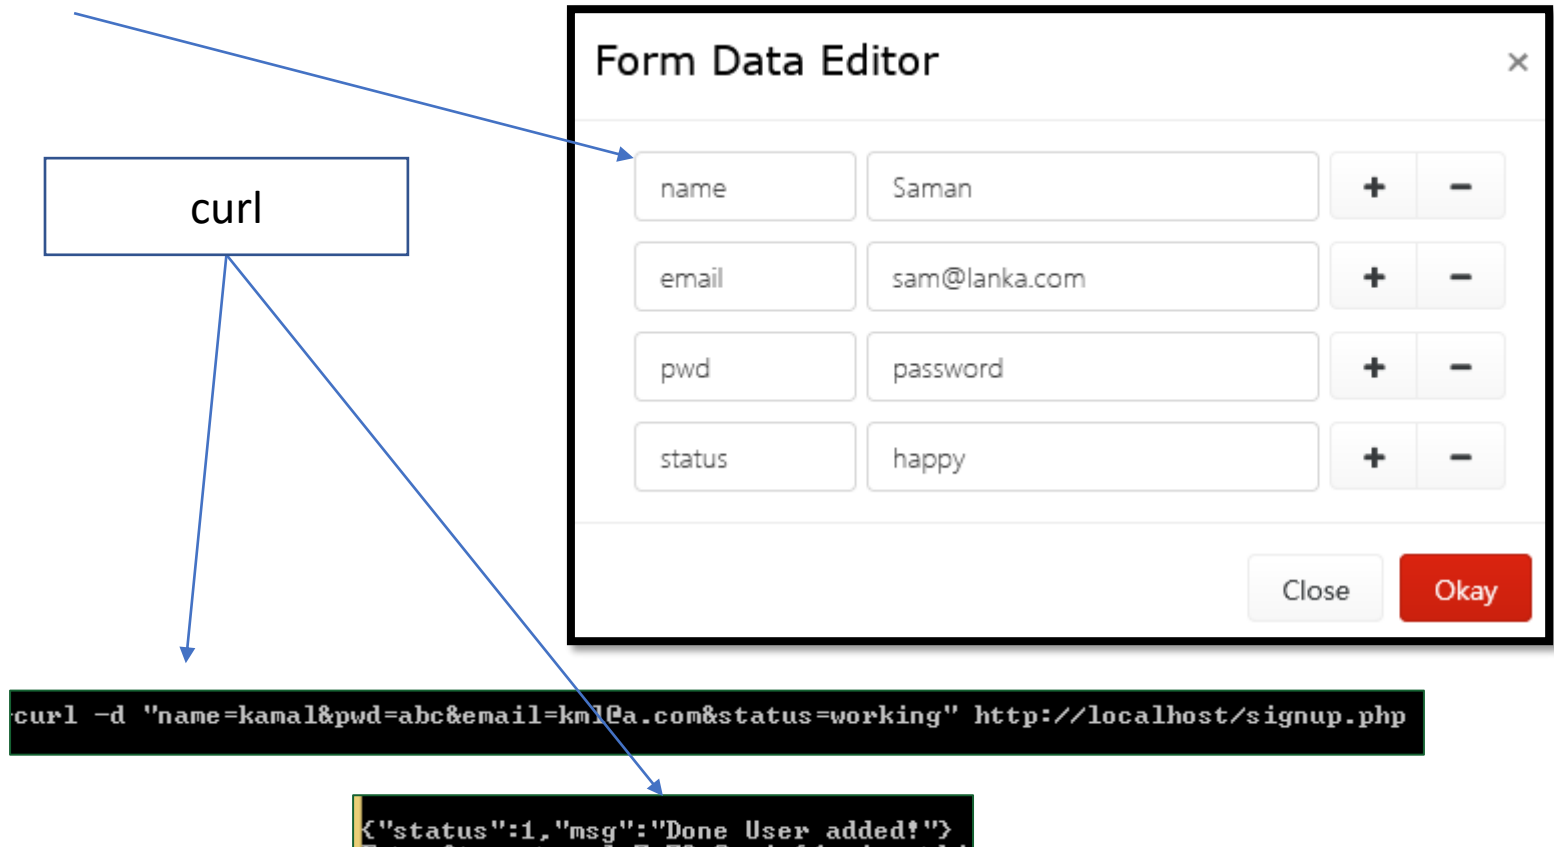 Form Data Editor ×
name Saman + −
curl
email sam@lanka.com + −
pwd password + −
status happy + −
Close Okay
curl -d "name=kamal&pwd=abc&email=kml@a.com&status=working" http://localhost/signup.php
{"status":1,"msg":"Done User added!"}